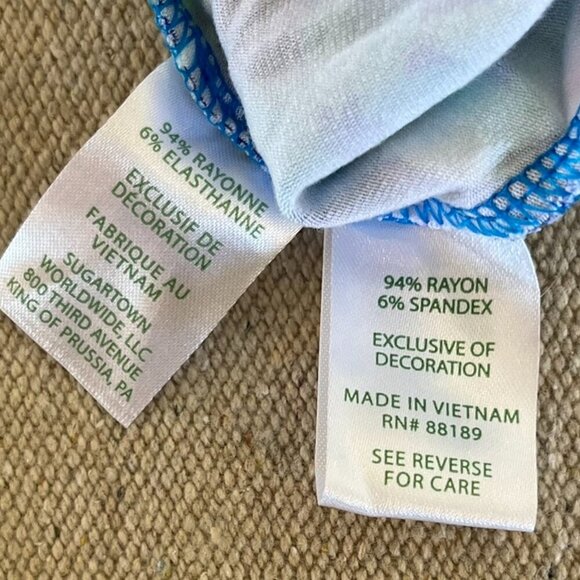 94% RAYONNE
6% ELASTHANNE
EXCLUSIF DE
DECORATION
FABRIQUE AU
VIETNAM
SUGARTOWN
WORLDWIDE, LLC
800 THIRD AVENUE
KING OF PRUSSIA, PA
94% RAYON
6% SPANDEX
EXCLUSIVE OF
DECORATION
MADE IN VIETNAM
RN# 88189
SEE REVERSE
FOR CARE